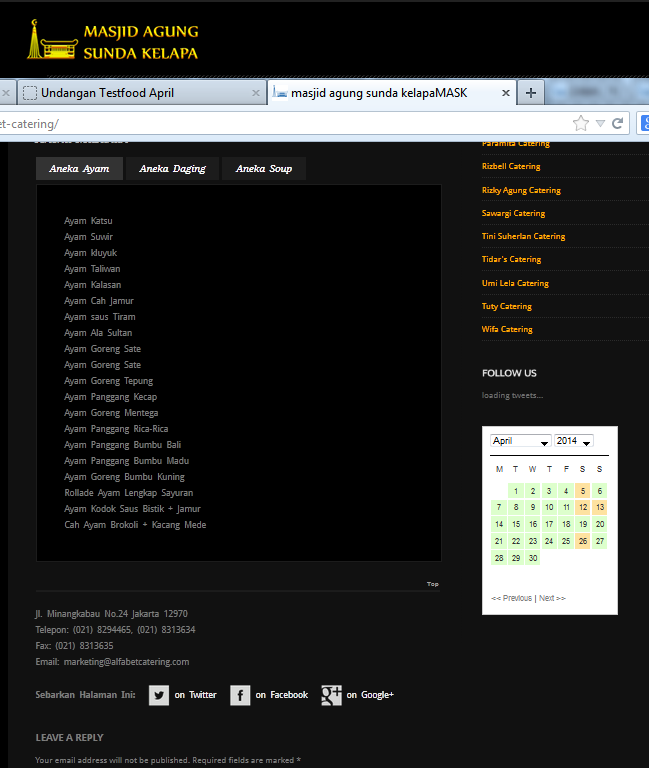 MASJID AGUNG
SUNDA KELAPA
Undangan Testfood April
masjid agung sunda kelapaMASK
et-catering/
Aneka Ayam
Aneka Daging
Aneka Soup
Ayam Katsu
Ayam Suwir
Ayam kluyuk
Ayam Taliwan
Ayam Kalasan
Ayam Cah Jamur
Ayam saus Tiram
Ayam Ala Sultan
Ayam Goreng Sate
Ayam Goreng Sate
Ayam Goreng Tepung
Ayam Panggang Kecap
Ayam Goreng Mentega
Ayam Panggang Rica-Rica
Ayam Panggang Bumbu Bali
Ayam Panggang Bumbu Madu
Ayam Goreng Bumbu Kuning
Rollade Ayam Lengkap Sayuran
Ayam Kodok Saus Bistik + Jamur
Cah Ayam Brokoli + Kacang Mede
Top
Jl. Minangkabau No.24 Jakarta 12970
Telepon: (021) 8294465, (021) 8313634
Fax: (021) 8313635
Email: marketing@alfabetcatering.com
Sebarkan Halaman Ini: on Twitter on Facebook on Google+
LEAVE A REPLY
Your email address will not be published. Required fields are marked *
Paramita Catering
Rizbell Catering
Rizky Agung Catering
Sawargi Catering
Tini Suherlan Catering
Tidar's Catering
Umi Lela Catering
Tuty Catering
Wifa Catering
FOLLOW US
loading tweets...
April 2014
M T W T F S S
1 2 3 4 5 6
7 8 9 10 11 12 13
14 15 16 17 18 19 20
21 22 23 24 25 26 27
28 29 30
<< Previous | Next >>